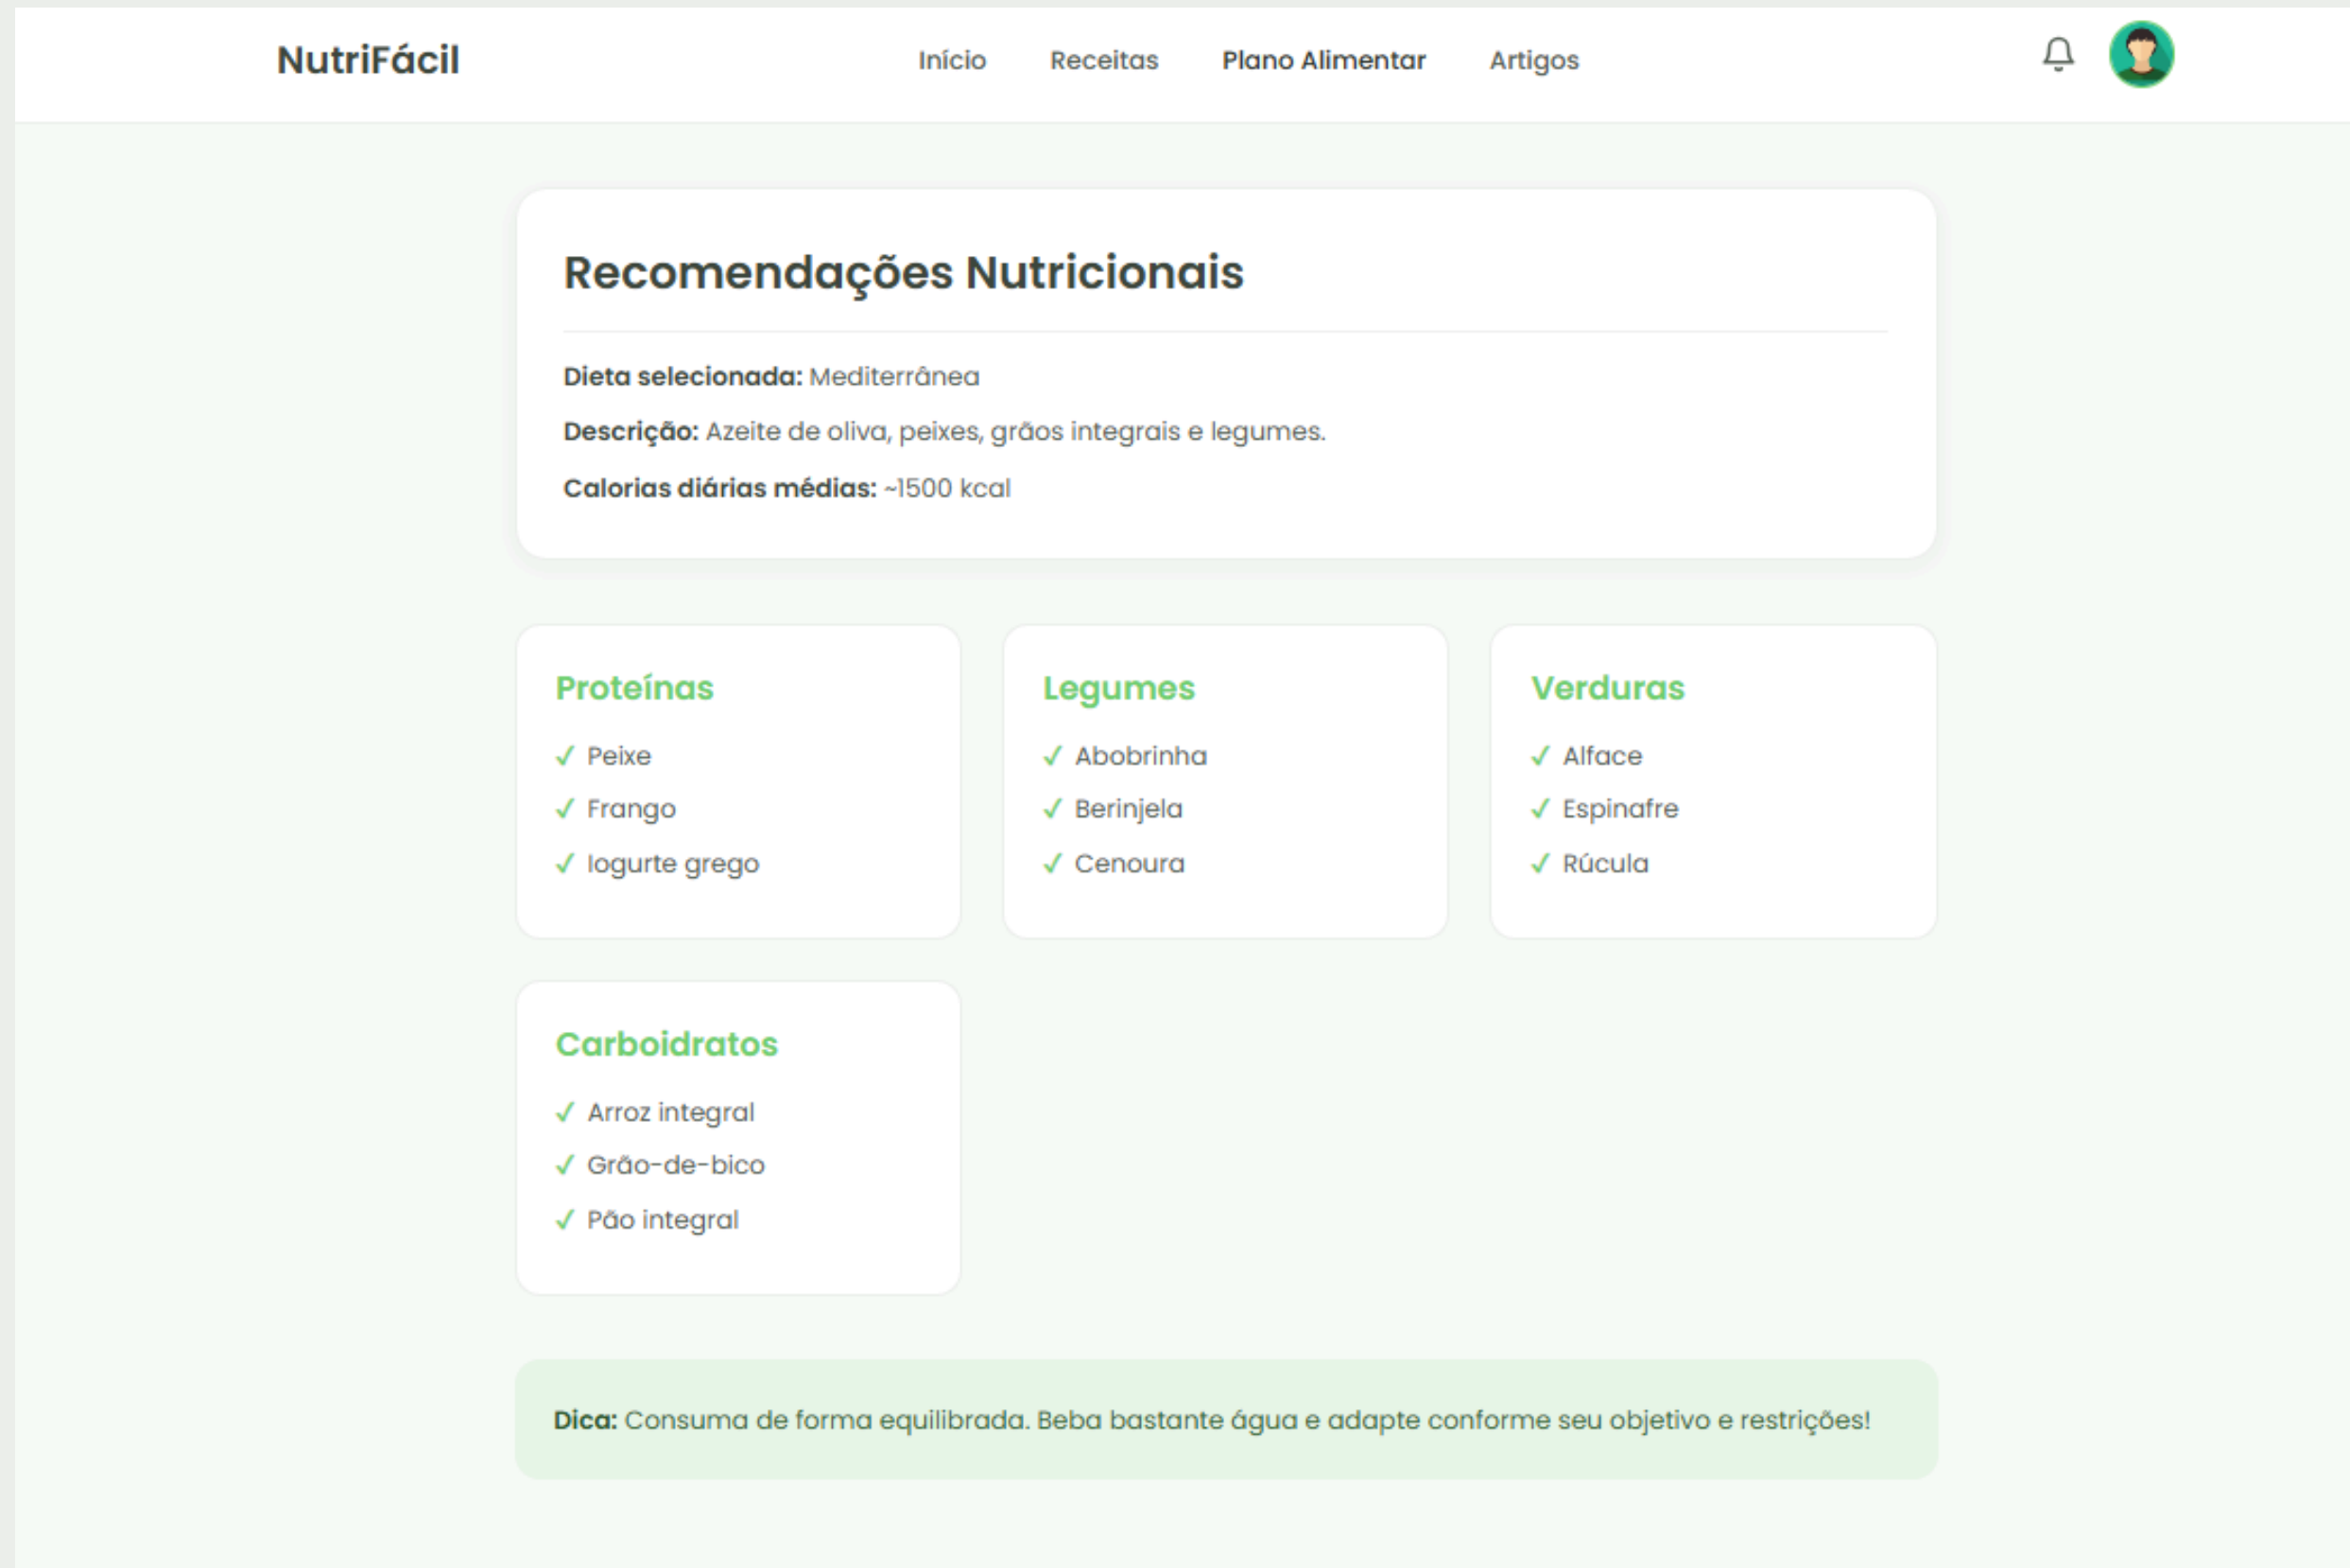 NutriFácil
Início
Receitas
Plano Alimentar
Artigos
Recomendações Nutricionais
Dieta selecionada: Mediterrânea
Descrição: Azeite de oliva, peixes, grãos integrais e legumes.
Calorias diárias médias: ~1500 kcal
Proteínas
✓ Peixe
✓ Frango
✓ Iogurte grego
Legumes
✓ Abobrinha
✓ Berinjela
✓ Cenoura
Verduras
✓ Alface
✓ Espinafre
✓ Rúcula
Carboidratos
✓ Arroz integral
✓ Grão-de-bico
✓ Pão integral
Dica: Consuma de forma equilibrada. Beba bastante água e adapte conforme seu objetivo e restrições!